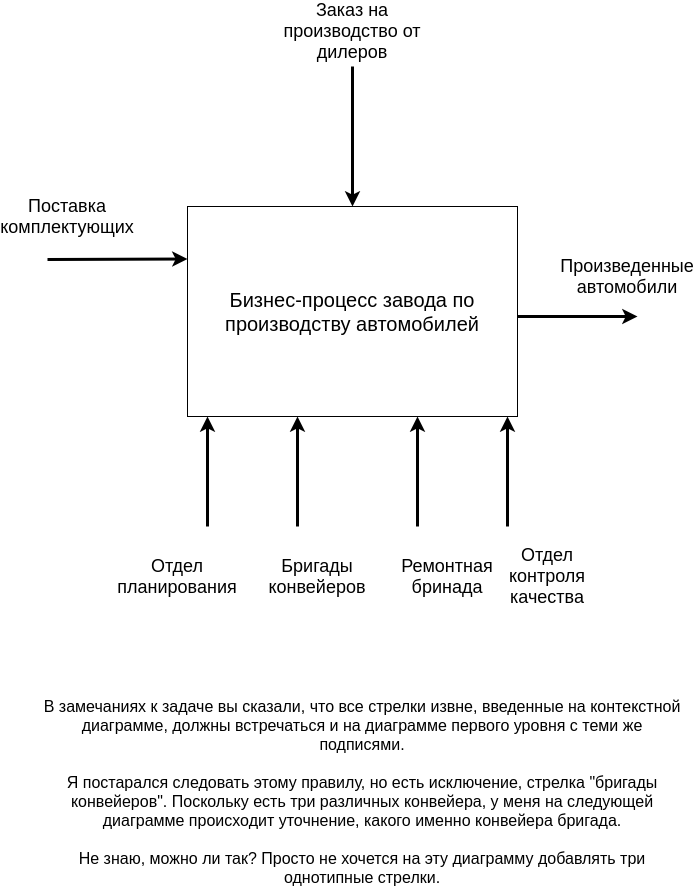 Заказ на
производство от
дилеров
Поставка
комплектующих
Произведенные
автомобили
Бизнес-процесс завода по
производству автомобилей
Отдел
планирования
Бригады
конвейеров
Ремонтная
бринада
Отдел
контроля
качества
В замечаниях к задаче вы сказали, что все стрелки извне, введенные на контекстной
диаграмме, должны встречаться и на диаграмме первого уровня с теми же
подписями.
Я постарался следовать этому правилу, но есть исключение, стрелка "бригады
конвейеров". Поскольку есть три различных конвейера, у меня на следующей
диаграмме происходит уточнение, какого именно конвейера бригада.
Не знаю, можно ли так? Просто не хочется на эту диаграмму добавлять три
однотипные стрелки.